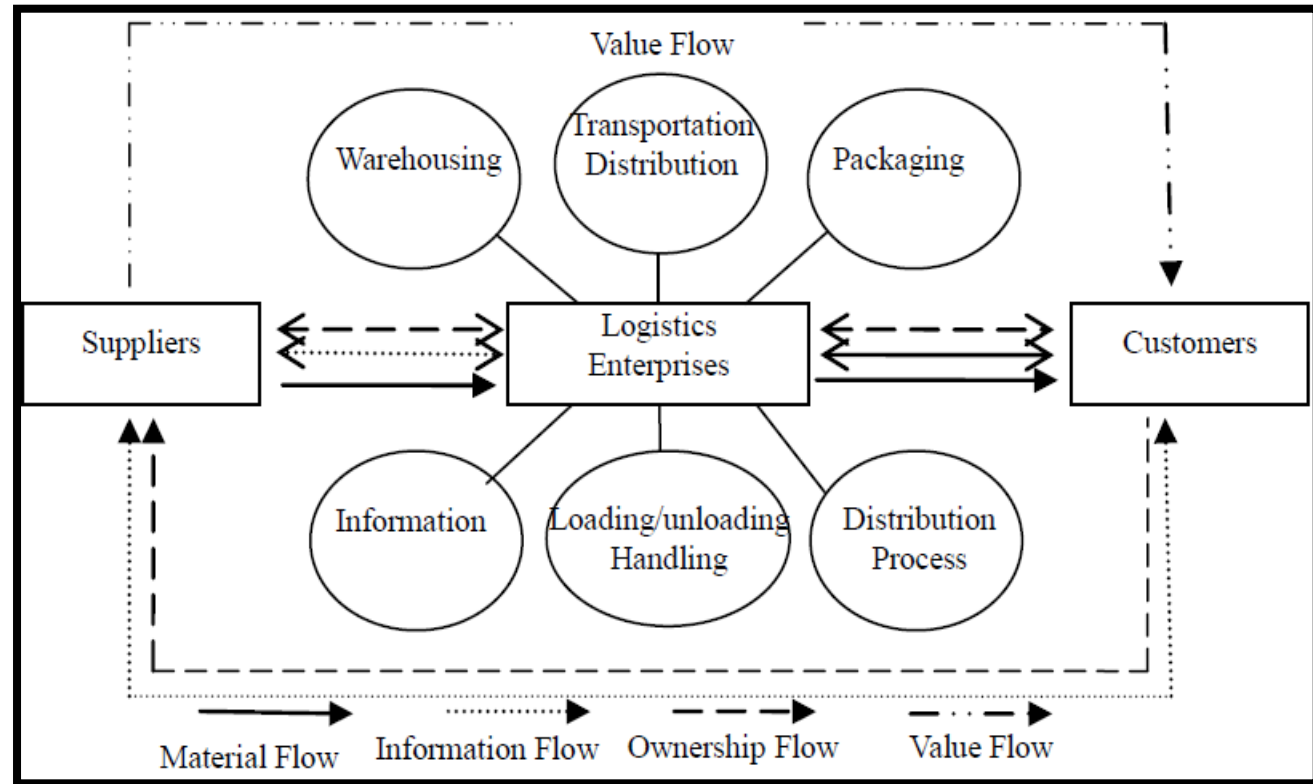 Value Flow
Warehousing
Transportation
Distribution
Packaging
Suppliers
Logistics
Enterprises
Customers
Information
Loading/unloading
Handling
Distribution
Process
Material Flow
Information Flow
Ownership Flow
Value Flow